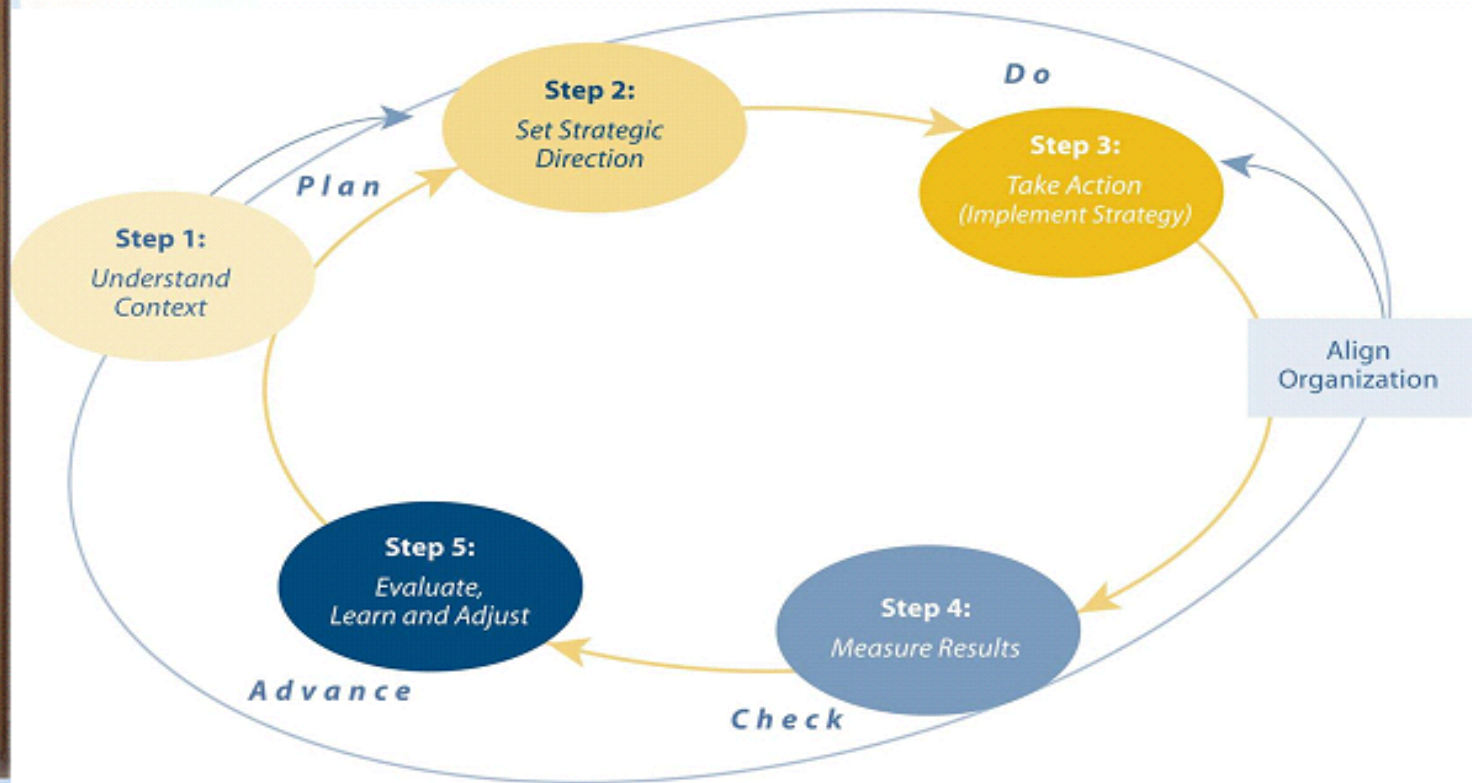 Plan
Step 1:
Understand
Context
Step 2:
Set Strategic
Direction
Do
Step 3:
Take Action
(Implement Strategy)
Align
Organization
Step 4:
Measure Results
Check
Step 5:
Evaluate,
Learn and Adjust
Advance